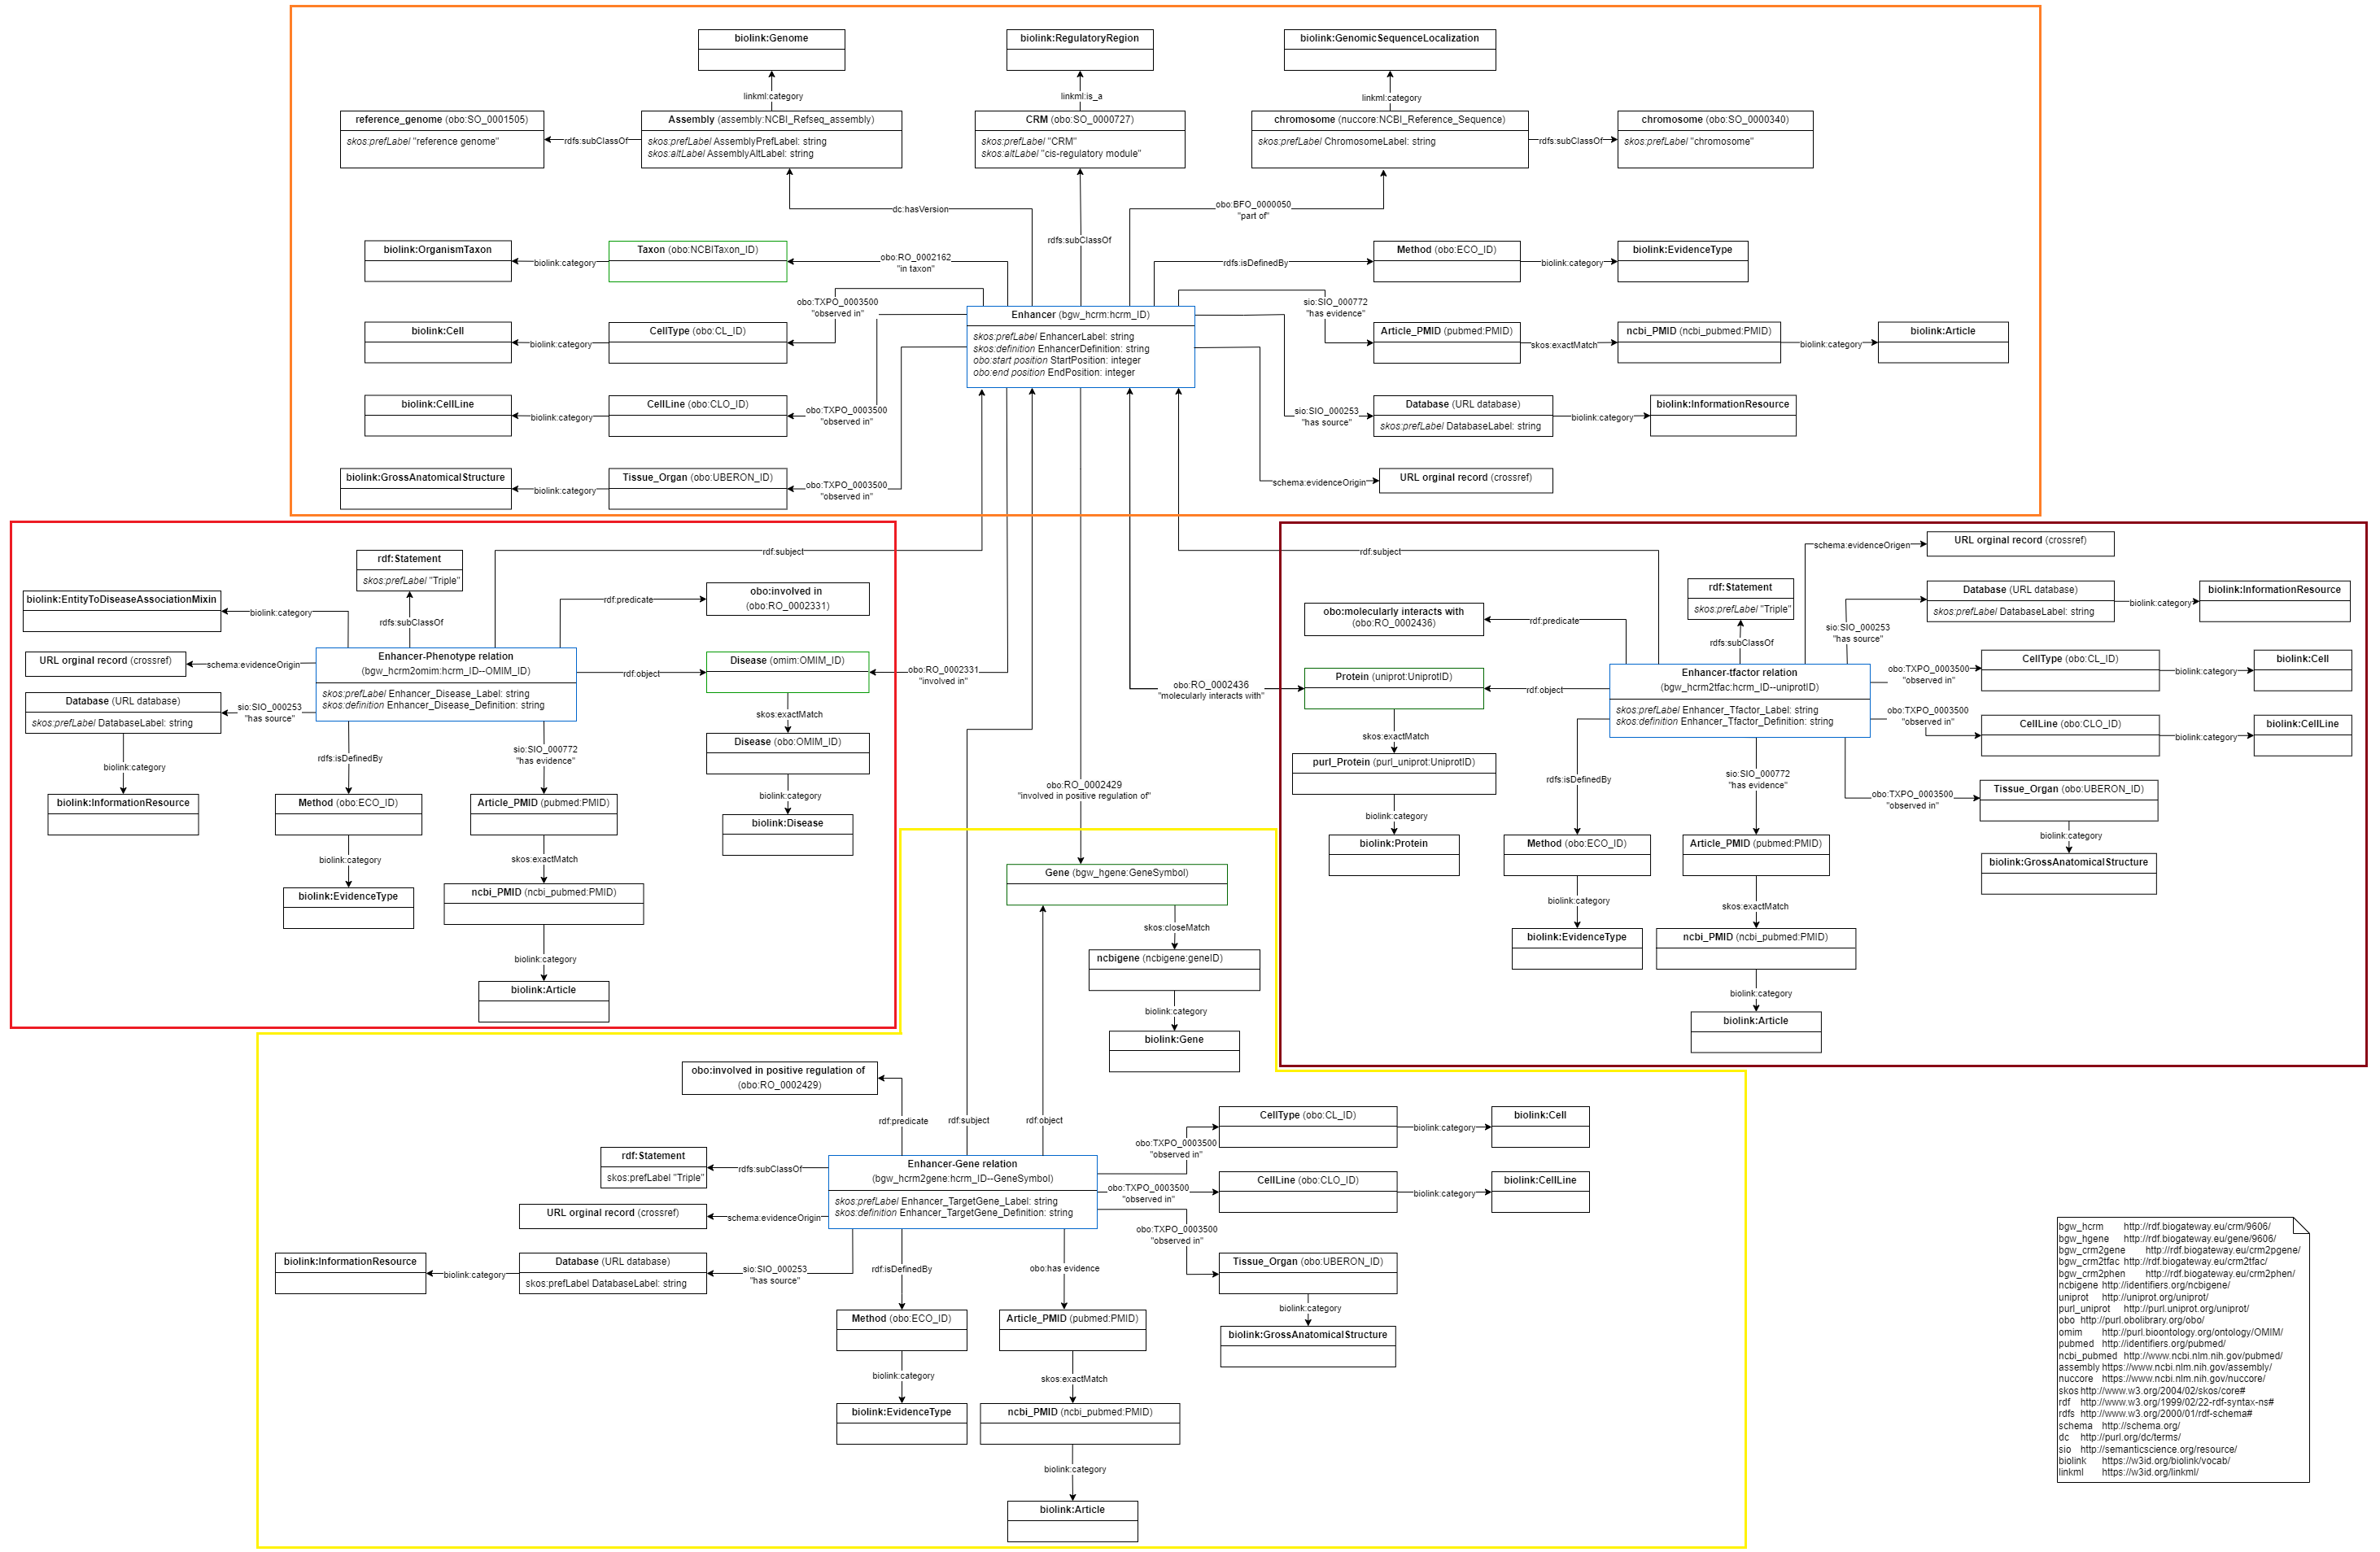 biolink:Genome
biolink:RegulatoryRegion
biolink:GenomicSequenceLocalization
linkml:category
linkml:is_a
linkml:category
reference_genome (obo:SO_0001505)
skos:prefLabel "reference genome"
rdfs:subClassOf
Assembly (assembly:NCBI_Refseq_assembly)
skos:prefLabel AssemblyPrefLabel: string
skos:altLabel AssemblyAltLabel: string
CRM (obo:SO_0000727)
skos:prefLabel "CRM"
skos:altLabel "cis-regulatory module"
chromosome (nuccore:NCBI_Reference_Sequence)
skos:prefLabel ChromosomeLabel: string
rdfs:subClassOf
chromosome (obo:SO_0000340)
skos:prefLabel "chromosome"
dc:hasVersion
rdfs:subClassOf
obo:BFO_0000050
"part of"
biolink:OrganismTaxon
biolink:category
Taxon (obo:NCBITaxon_ID)
obo:RO_0002162
"in taxon"
rdfs:isDefinedBy
Method (obo:ECO_ID)
biolink:category
biolink:EvidenceType
biolink:Cell
biolink:category
CellType (obo:CL_ID)
obo:TXPO_0003500
"observed in"
Enhancer (bgw_hcrm:hcrm_ID)
skos:prefLabel EnhancerLabel: string
skos:definition EnhancerDefinition: string
obo:start position StartPosition: integer
obo:end position EndPosition: integer
sio:SIO_000772
"has evidence"
Article_PMID (pubmed:PMID)
skos:exactMatch
ncbi_PMID (ncbi_pubmed:PMID)
biolink:category
biolink:Article
biolink:CellLine
biolink:category
CellLine (obo:CLO_ID)
obo:TXPO_0003500
"observed in"
sio:SIO_000253
"has source"
Database (URL database)
skos:prefLabel DatabaseLabel: string
biolink:category
biolink:InformationResource
biolink:GrossAnatomicalStructure
biolink:category
Tissue_Organ (obo:UBERON_ID)
obo:TXPO_0003500
"observed in"
schema:evidenceOrigin
URL orginal record (crossref)
rdf:Statement
skos:prefLabel "Triple"
rdf:subject
biolink:EntityToDiseaseAssociationMixin
biolink:category
rdfs:subClassOf
rdf:predicate
obo:involved in
(obo:RO_0002331)
URL orginal record (crossref)
schema:evidenceOrigin
Enhancer-Phenotype relation
(bgw_hcrm2omim:hcrm_ID--OMIM_ID)
skos:prefLabel Enhancer_Disease_Label: string
skos:definition Enhancer_Disease_Definition: string
rdf:object
Disease (omim:OMIM_ID)
obo:RO_0002331
"involved in"
Database (URL database)
skos:prefLabel DatabaseLabel: string
sio:SIO_000253
"has source"
skos:exactMatch
Disease (obo:OMIM_ID)
biolink:category
rdfs:isDefinedBy
sio:SIO_000772
"has evidence"
biolink:category
biolink:InformationResource
Method (obo:ECO_ID)
Article_PMID (pubmed:PMID)
biolink:Disease
biolink:category
skos:exactMatch
biolink:EvidenceType
ncbi_PMID (ncbi_pubmed:PMID)
biolink:category
biolink:Article
rdf:subject
schema:evidenceOrigen
URL orginal record (crossref)
rdf:Statement
skos:prefLabel "Triple"
Database (URL database)
skos:prefLabel DatabaseLabel: string
biolink:category
biolink:InformationResource
obo:molecularly interacts with
(obo:RO_0002436)
rdf:predicate
rdfs:subClassOf
sio:SIO_000253
"has source"
obo:RO_0002436
"molecularly interacts with"
Protein (uniprot:UniprotID)
rdf:object
Enhancer-tfactor relation
(bgw_hcrm2tfac:hcrm_ID--uniprotID)
skos:prefLabel Enhancer_Tfactor_Label: string
skos:definition Enhancer_Tfactor_Definition: string
obo:TXPO_0003500
"observed in"
CellType (obo:CL_ID)
biolink:category
biolink:Cell
obo:TXPO_0003500
"observed in"
CellLine (obo:CLO_ID)
biolink:category
biolink:CellLine
skos:exactMatch
purl_Protein (purl_uniprot:UniprotID)
rdfs:isDefinedBy
sio:SIO_000772
"has evidence"
obo:TXPO_0003500
"observed in"
Tissue_Organ (obo:UBERON_ID)
biolink:category
biolink:Protein
Method (obo:ECO_ID)
Article_PMID (pubmed:PMID)
biolink:category
biolink:GrossAnatomicalStructure
biolink:category
skos:exactMatch
biolink:EvidenceType
ncbi_PMID (ncbi_pubmed:PMID)
biolink:category
biolink:Article
obo:RO_0002429
"involved in positive regulation of"
Gene (bgw_hgene:GeneSymbol)
skos:closeMatch
ncbigene (ncbigene:geneID)
biolink:category
biolink:Gene
obo:involved in positive regulation of
(obo:RO_0002429)
rdf:predicate
rdf:subject
rdf:object
rdf:Statement
skos:prefLabel "Triple"
rdfs:subClassOf
Enhancer-Gene relation
(bgw_hcrm2gene:hcrm_ID--GeneSymbol)
skos:prefLabel Enhancer_TargetGene_Label: string
skos:definition Enhancer_TargetGene_Definition: string
obo:TXPO_0003500
"observed in"
CellType (obo:CL_ID)
biolink:category
biolink:Cell
obo:TXPO_0003500
"observed in"
CellLine (obo:CLO_ID)
biolink:category
biolink:CellLine
URL orginal record (crossref)
schema:evidenceOrigin
obo:TXPO_0003500
"observed in"
biolink:InformationResource
biolink:category
Database (URL database)
skos:prefLabel DatabaseLabel: string
sio:SIO_000253
"has source"
rdf:isDefinedBy
obo:has evidence
Tissue_Organ (obo:UBERON_ID)
biolink:category
biolink:GrossAnatomicalStructure
Method (obo:ECO_ID)
Article_PMID (pubmed:PMID)
biolink:category
skos:exactMatch
biolink:EvidenceType
ncbi_PMID (ncbi_pubmed:PMID)
biolink:category
biolink:Article
bgw_hcrm http://rdf.biogateway.eu/crm/9606/
bgw_hgene http://rdf.biogateway.eu/gene/9606/
bgw_crm2gene http://rdf.biogateway.eu/crm2pgene/
bgw_crm2tfac http://rdf.biogateway.eu/crm2tfac/
bgw_crm2phen http://rdf.biogateway.eu/crm2phen/
ncbigene http://identifiers.org/ncbigene/
uniprot http://uniprot.org/uniprot/
purl_uniprot http://purl.uniprot.org/uniprot/
obo http://purl.obolibrary.org/obo/
omim http://purl.bioontology.org/ontology/OMIM/
pubmed http://identifiers.org/pubmed/
ncbi_pubmed http://www.ncbi.nlm.nih.gov/pubmed/
assembly https://www.ncbi.nlm.nih.gov/assembly/
nuccore https://www.ncbi.nlm.nih.gov/nuccore/
skos http://www.w3.org/2004/02/skos/core#
rdf http://www.w3.org/1999/02/22-rdf-syntax-ns#
rdfs http://www.w3.org/2000/01/rdf-schema#
schema http://schema.org/
dc http://purl.org/dc/terms/
sio http://semanticscience.org/resource/
biolink https://w3id.org/biolink/vocab/
linkml https://w3id.org/linkml/